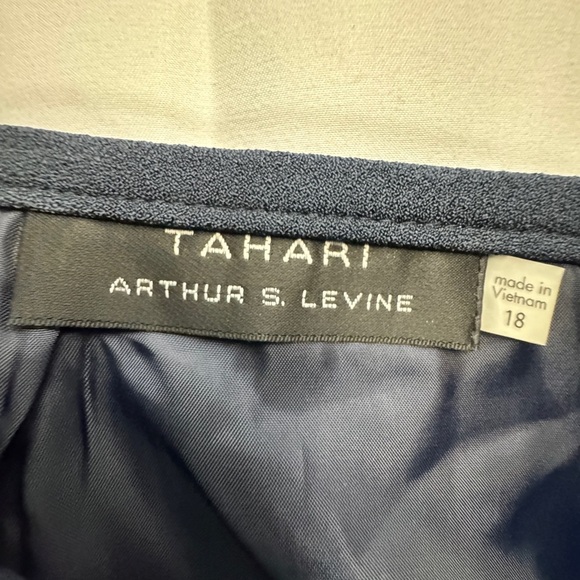 TAHARI
ARTHUR S. LEVINE
made in
Vietnam
18